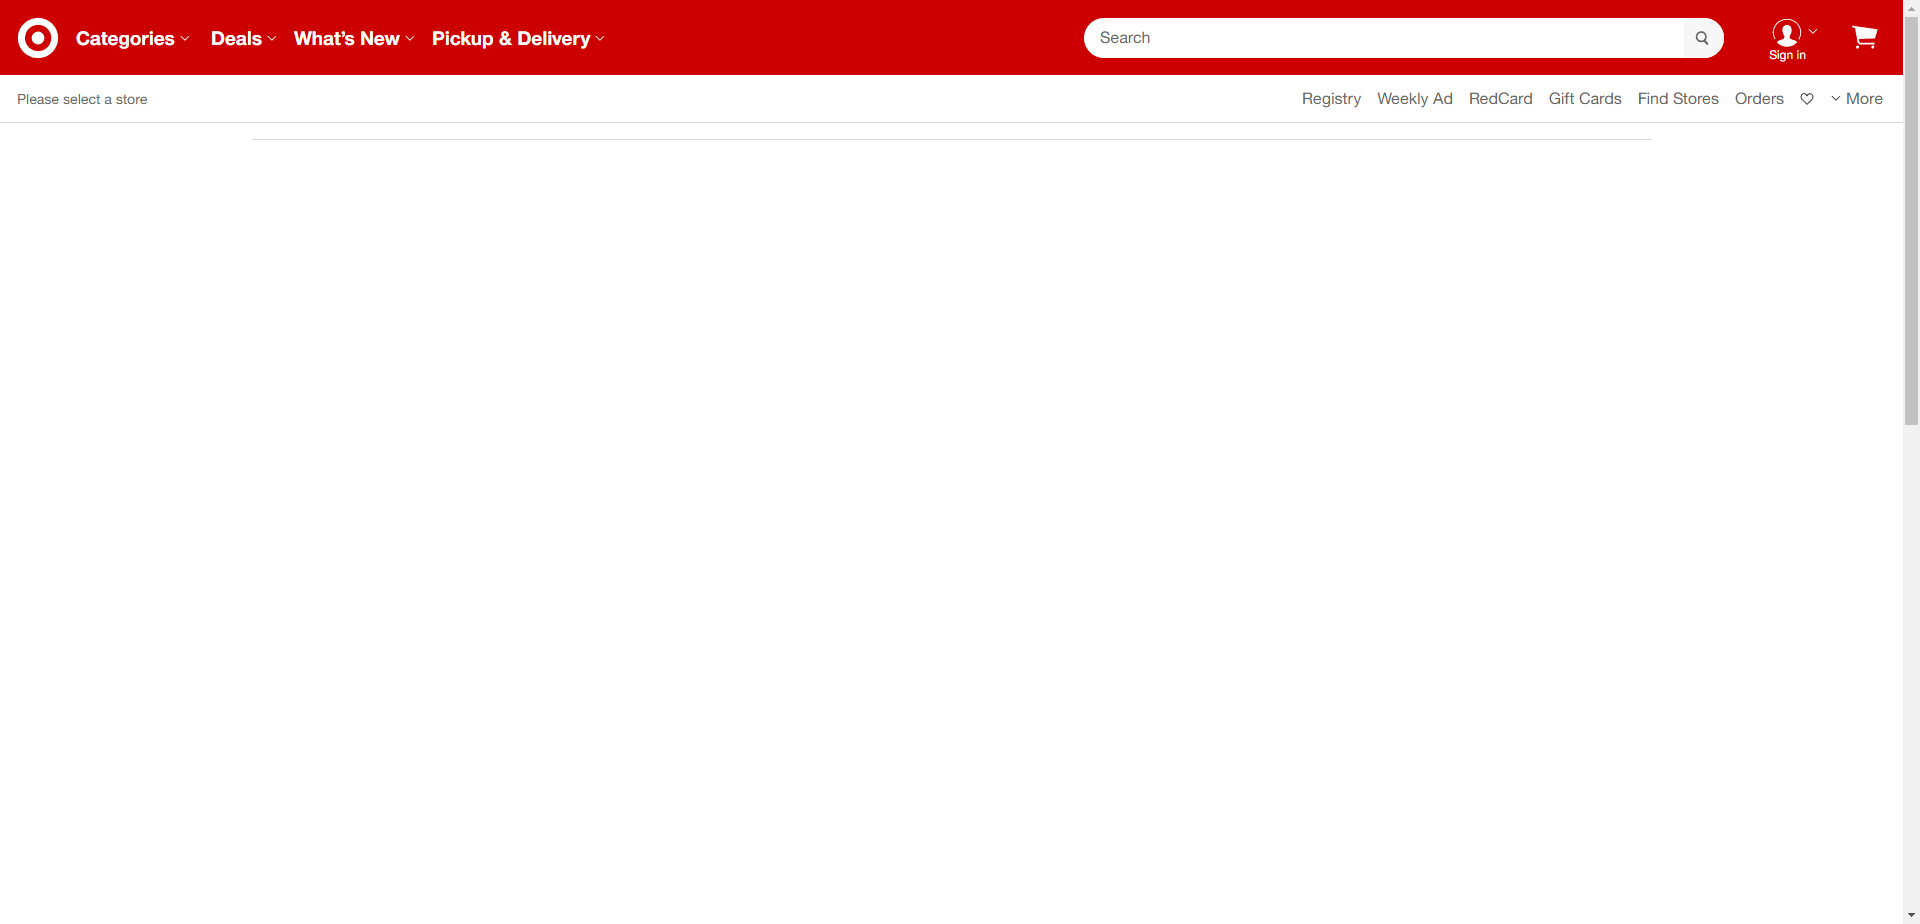 Categories
Deals
What's New
Pickup & Delivery
Search
Sign in
Please select a store
Registry
Weekly Ad
RedCard
Gift Cards
Find Stores
Orders
More